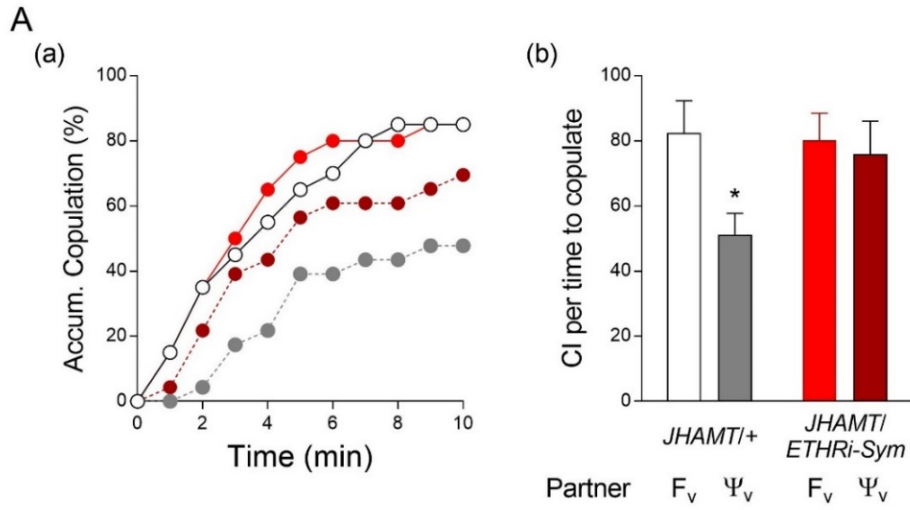 A
(a)
Accum. Copulation (%)
100
80
60
40
20
0
0 2 4 6 8 10
Time (min)
(b)
CI per time to copulate
100
80
60
40
20
0
*
JHAMT/+
JHAMT/
ETHRi-Sym
Partner Fv Ψv Fv Ψv